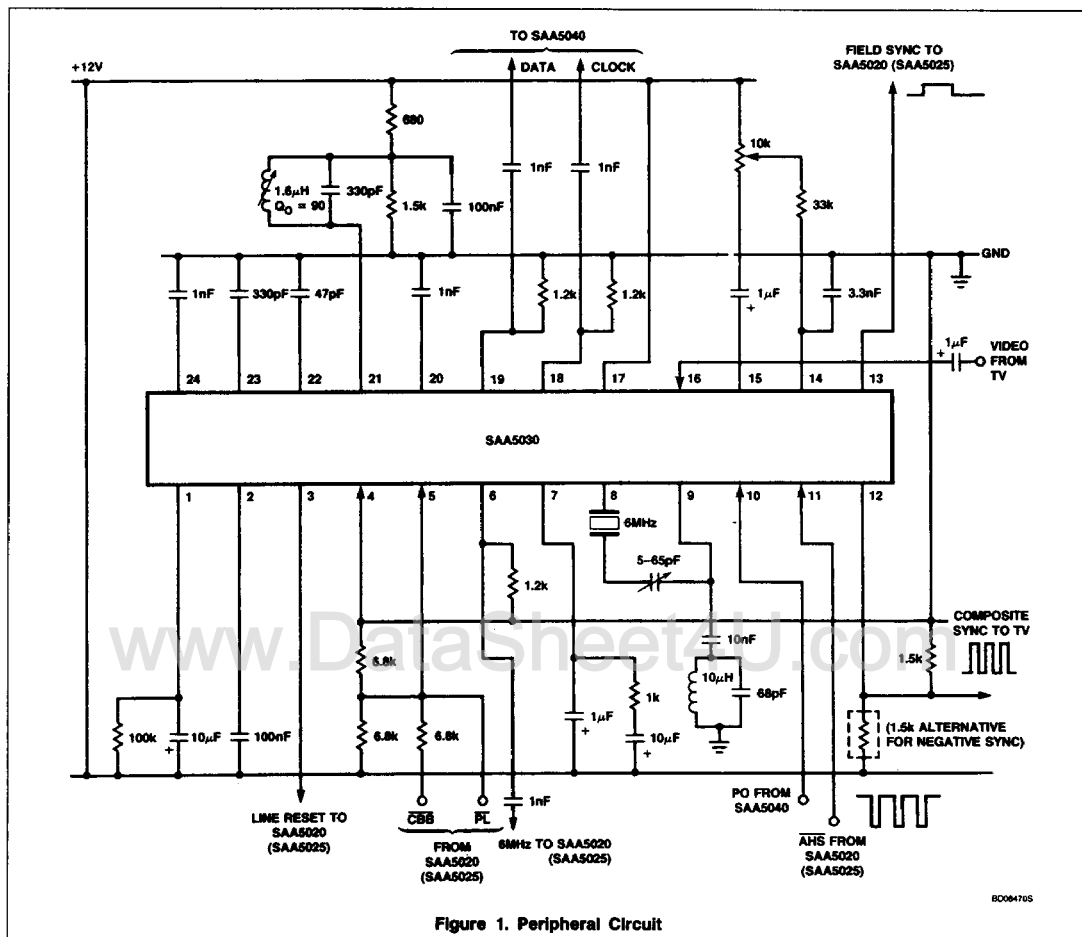 TO SAA5040
+12V
DATA
CLOCK
FIELD SYNC TO
SAA5020 (SAA5025)
680
10k
1nF
1nF
1.6μH
Q_O = 90
330pF
1.5k
100nF
33k
GND
1nF
330pF
47pF
1nF
1.2k
1.2k
1μF
+
3.3nF
1μF
+
VIDEO
FROM
TV
24 23 22 21 20 19 18 17 16 15 14 13
SAA5030
1 2 3 4 5 6 7 8 9 10 11 12
6MHz
5–65pF
1.2k
www.DataSheet4U.com
COMPOSITE
SYNC TO TV
10nF
1.5k
6.8k
10μH
68pF
1k
100k
10μF
+
100nF
6.8k
6.8k
1μF
+
10μF
+
(1.5k ALTERNATIVE
FOR NEGATIVE SYNC)
1nF
PO FROM
SAA5040
LINE RESET TO
SAA5020
(SAA5025)
C̅B̅B̅
P̅L̅
FROM
SAA5020
(SAA5025)
6MHz TO SAA5020
(SAA5025)
A̅H̅S̅ FROM
SAA5020
(SAA5025)
BD08470S
Figure 1. Peripheral Circuit